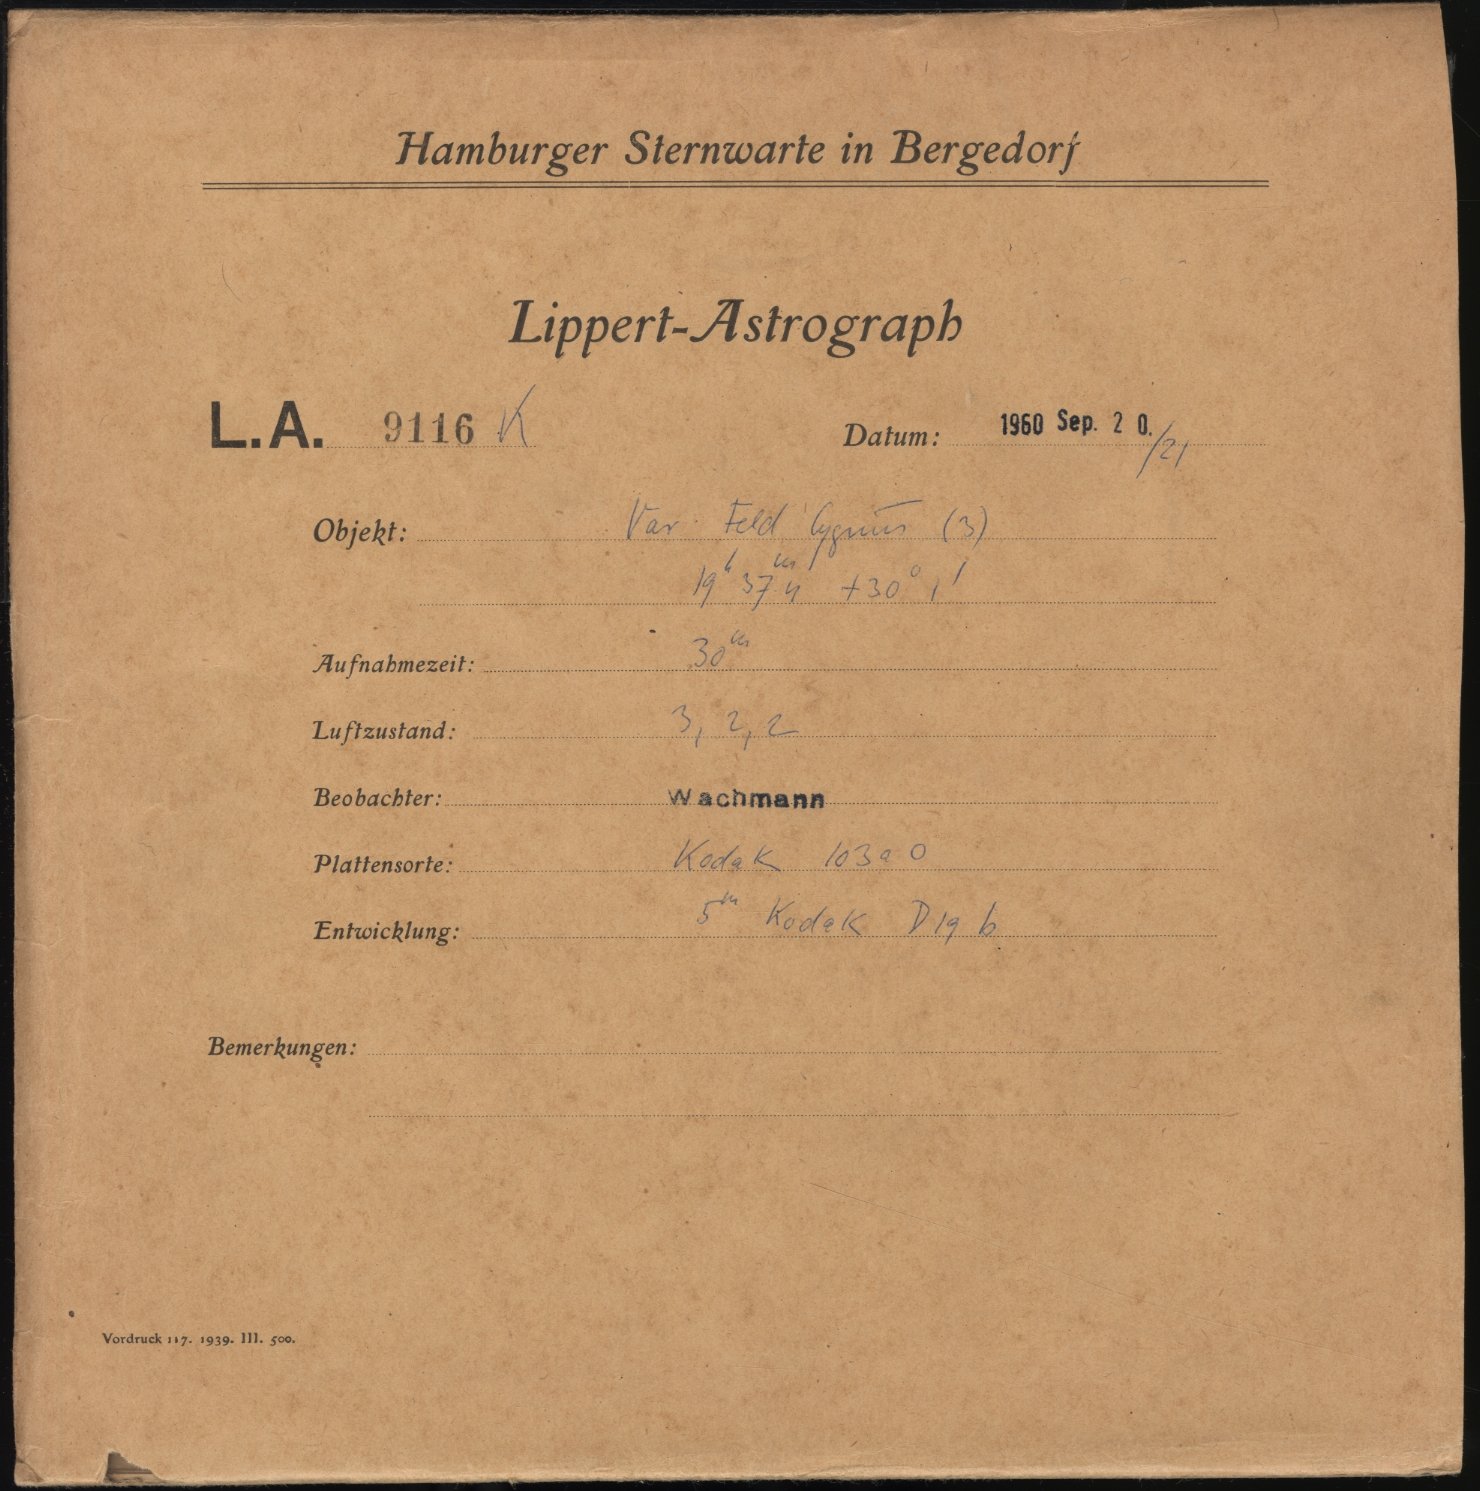 Hamburger Sternwarte in Bergedorf
Lippert-Astrograph
L.A. 9116 K Datum: 1960 Sep. 20./21
Objekt: Var. Feld Cygnus (3)
19h 37m 4 +30° 1'
Aufnahmezeit: 30m
Luftzustand: 3, 2, 2
Beobachter: Wachmann
Plattensorte: Kodak 103a O
Entwicklung: 5m Kodak D19 b
Bemerkungen:
Vordruck 117. 1939. III. 500.